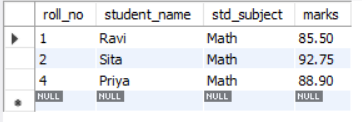 roll_no student_name std_subject marks
1 Ravi Math 85.50
2 Sita Math 92.75
4 Priya Math 88.90
NULL NULL NULL NULL